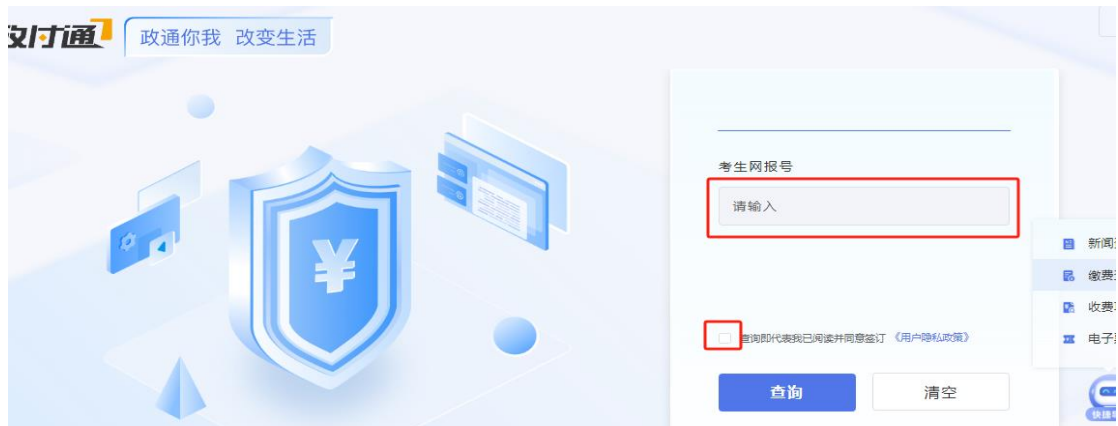 付通
政通你我 改变生活
考生网报号
请输入
新闻
缴费
收费
电子
查询即代表我已阅读并同意签订 《用户隐私政策》
查询 清空
快捷